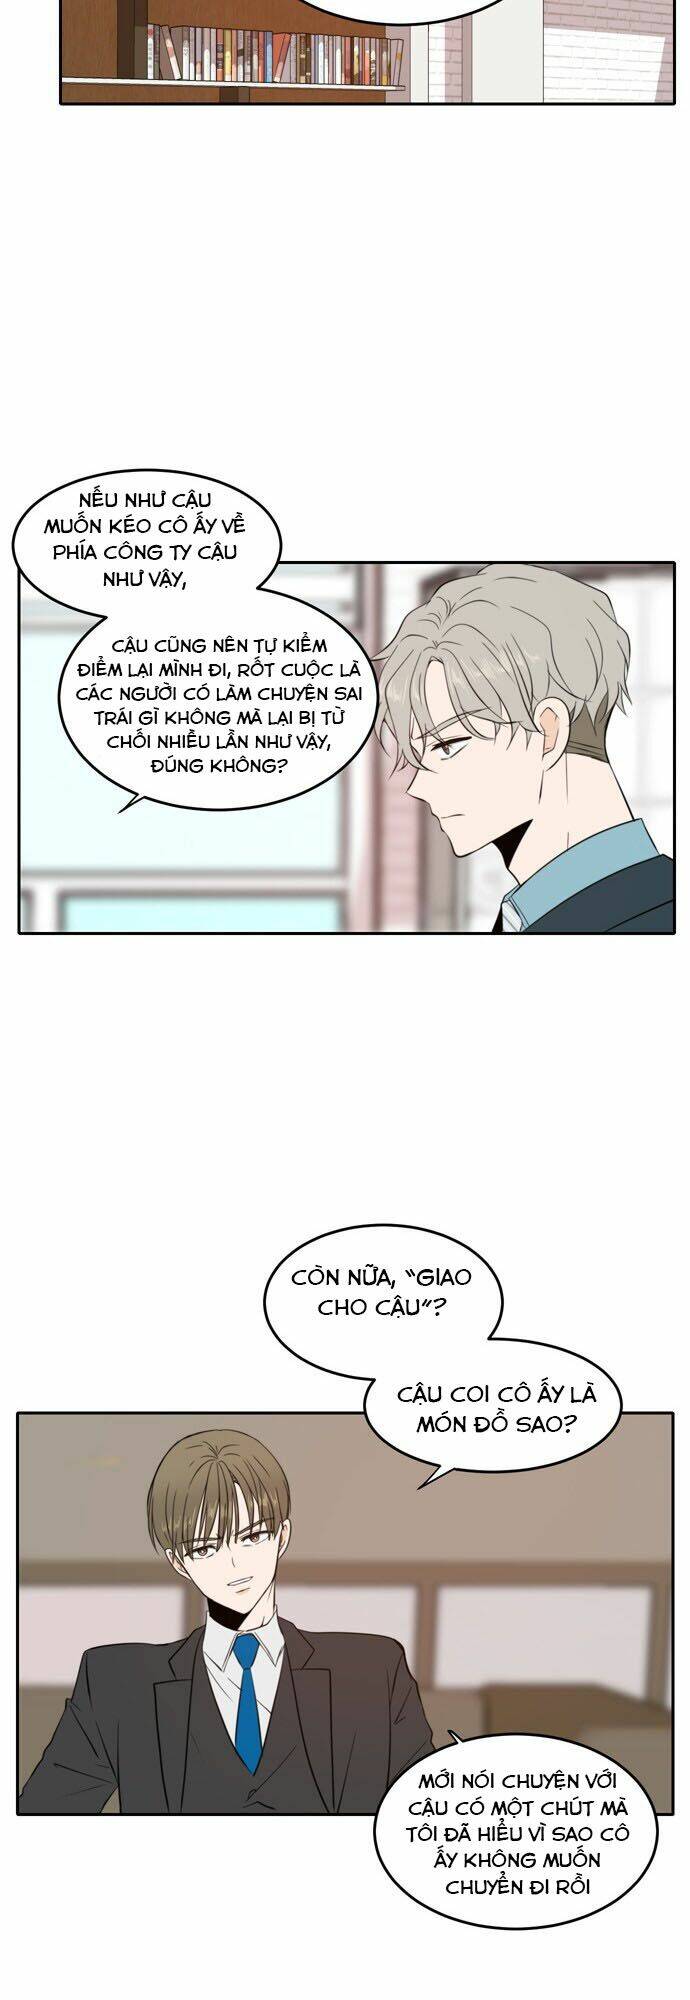 NẾU NHƯ CẬU
MUỐN KÉO CÔ ẤY VỀ
PHÍA CÔNG TY CẬU
NHƯ VẬY,
CẬU CŨNG NÊN TỰ KIỂM
ĐIỂM LẠI MÌNH ĐI, RỐT CUỘC LÀ
CÁC NGƯỜI CÓ LÀM CHUYỆN SAI
TRÁI GÌ KHÔNG MÀ LẠI BỊ TỪ
CHỐI NHIỀU LẦN NHƯ VẬY,
ĐÚNG KHÔNG?
CÒN NỮA, “GIAO
CHO CẬU”?
CẬU COI CÔ ẤY LÀ
MÓN ĐỒ SAO?
MỚI NÓI CHUYỆN VỚI
CẬU CÓ MỘT CHÚT MÀ
TÔI ĐÃ HIỂU VÌ SAO CÔ
ẤY KHÔNG MUỐN
CHUYỂN ĐI RỒI